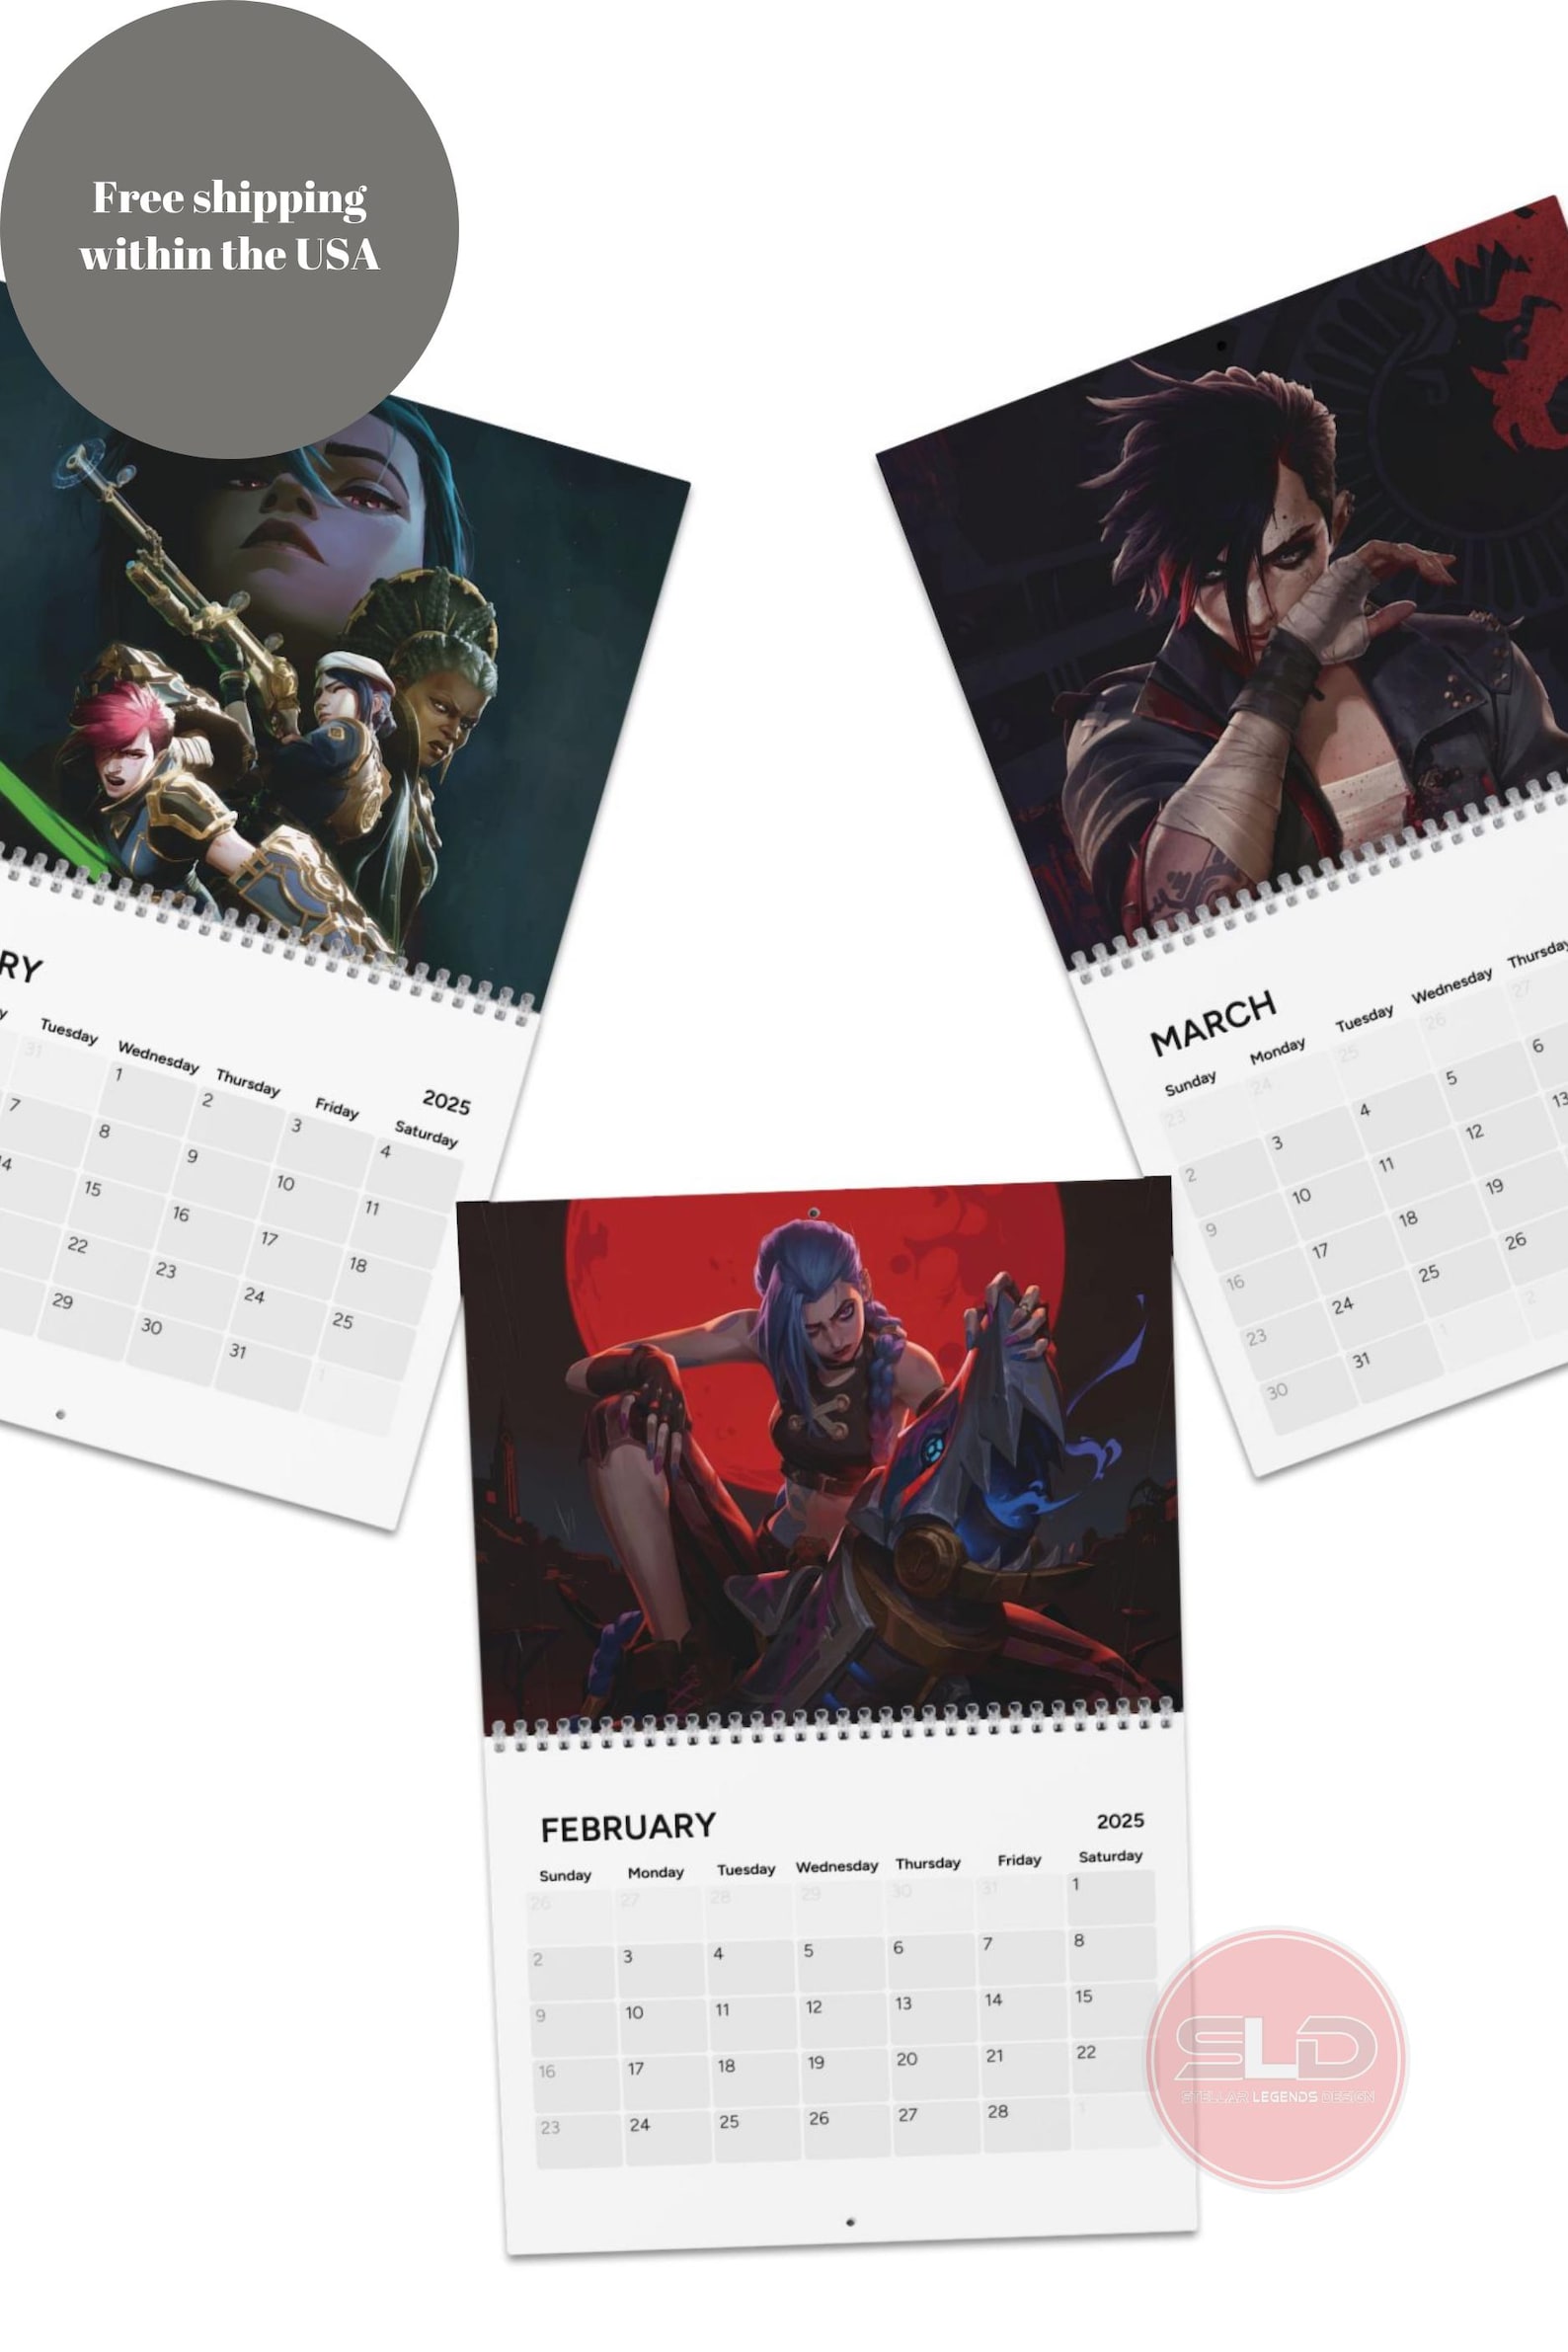 Free shipping
within the USA
RY
2025
y Tuesday Wednesday Thursday Friday Saturday
31 1 2 3 4
7 8 9 10 11
14 15 16 17 18
22 23 24 25
29 30 31 1
MARCH
Sunday Monday Tuesday Wednesday Thursday
23 24 25 26 27
2 3 4 5 6
9 10 11 12 13
16 17 18 19
23 24 25 26
30 31 1 2
FEBRUARY 2025
Sunday Monday Tuesday Wednesday Thursday Friday Saturday
26 27 28 29 30 31 1
2 3 4 5 6 7 8
9 10 11 12 13 14 15
16 17 18 19 20 21 22
23 24 25 26 27 28 1
SLD
STELLAR LEGENDS DESIGN